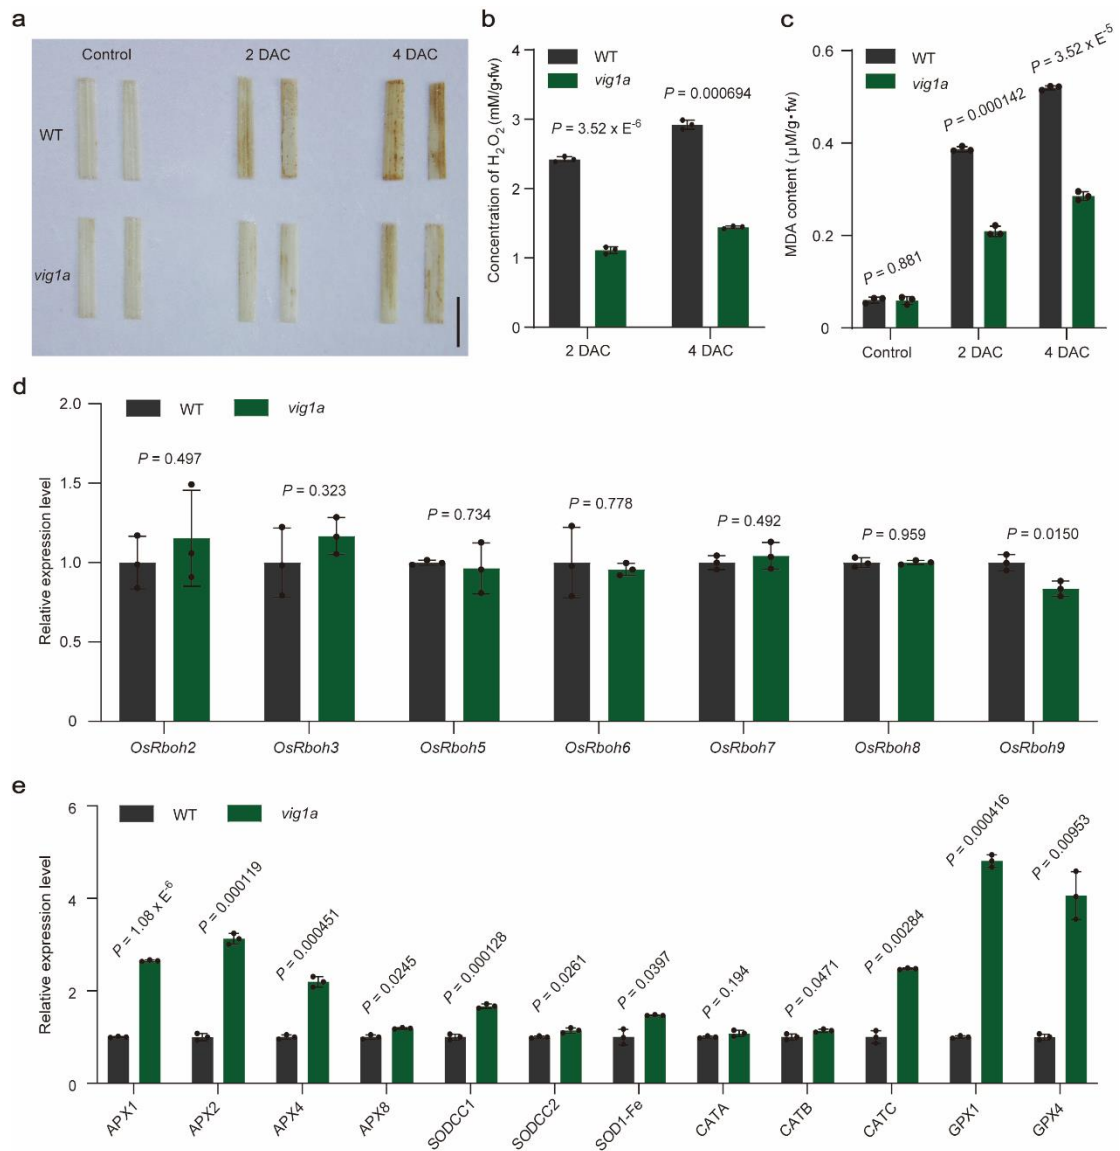 a
Control 2 DAC 4 DAC
WT
vig1a
b
WT
vig1a
Concentration of H₂O₂ (mM/g·fw)
4
3
2
1
0
P = 3.52 x E⁻⁶
P = 0.000694
2 DAC 4 DAC
c
WT
vig1a
MDA content ( µM/g·fw)
0.6
0.4
0.2
0
P = 0.881
P = 0.000142
P = 3.52 x E⁻⁵
Control 2 DAC 4 DAC
d
WT vig1a
Relative expression level
2.0
1.5
1.0
0.5
0
P = 0.497
P = 0.323
P = 0.734
P = 0.778
P = 0.492
P = 0.959
P = 0.0150
OsRboh2 OsRboh3 OsRboh5 OsRboh6 OsRboh7 OsRboh8 OsRboh9
e
WT vig1a
Relative expression level
6
4
2
0
P = 1.08 x E⁻⁶
P = 0.000119
P = 0.000451
P = 0.0245
P = 0.000128
P = 0.0261
P = 0.0397
P = 0.194
P = 0.0471
P = 0.00284
P = 0.000416
P = 0.00953
APX1 APX2 APX4 APX8 SODCC1 SODCC2 SOD1-Fe CATA CATB CATC GPX1 GPX4